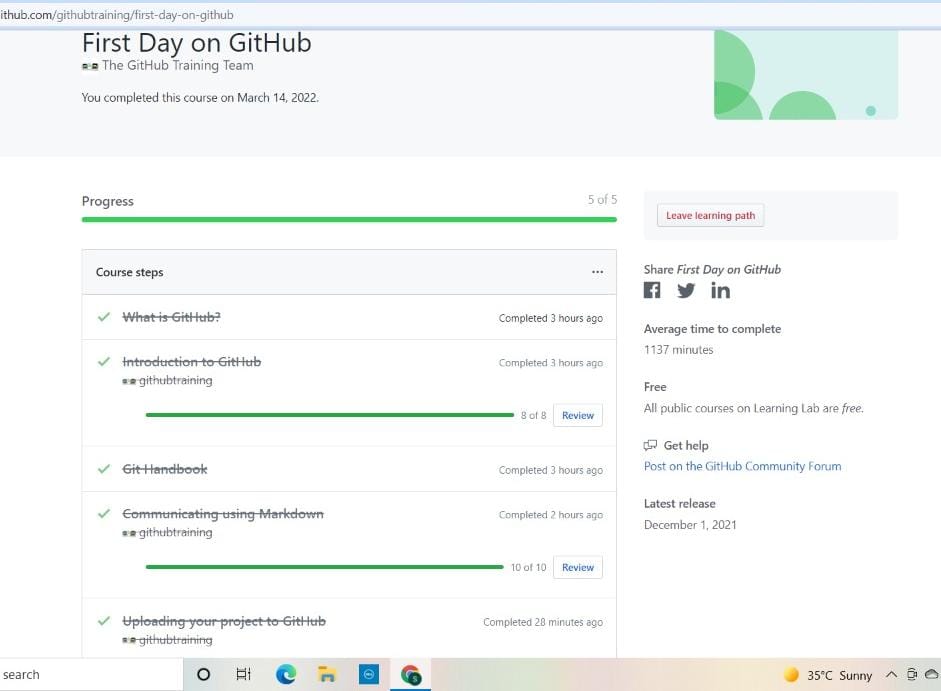 ithub.com/githubtraining/first-day-on-github
First Day on GitHub
The GitHub Training Team
You completed this course on March 14, 2022.
Progress
5 of 5
Leave learning path
Course steps
...
Share First Day on GitHub
What is GitHub?
Completed 3 hours ago
Average time to complete
1137 minutes
Introduction to GitHub
Completed 3 hours ago
githubtraining
8 of 8
Review
Free
All public courses on Learning Lab are free.
Get help
Post on the GitHub Community Forum
Git Handbook
Completed 3 hours ago
Latest release
December 1, 2021
Communicating using Markdown
Completed 2 hours ago
githubtraining
10 of 10
Review
Uploading your project to GitHub
Completed 28 minutes ago
githubtraining
search
35°C Sunny